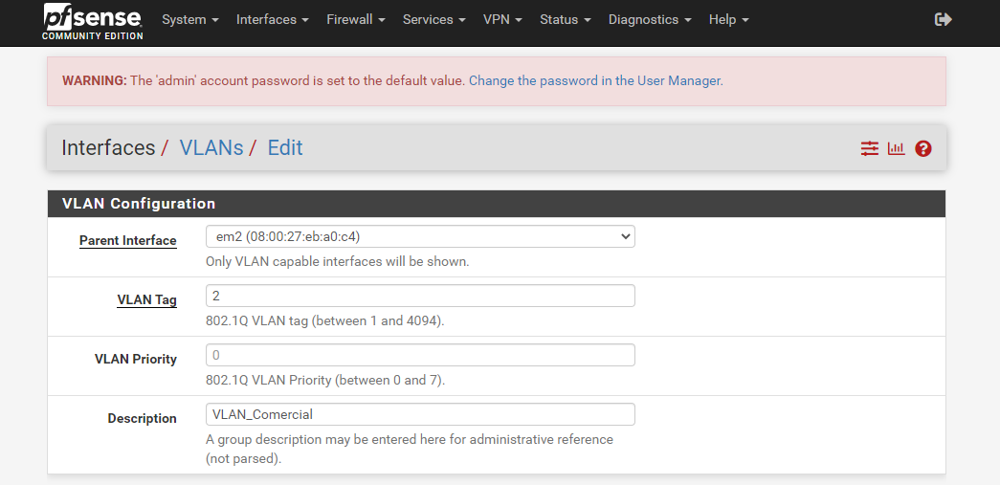 pfsense
COMMUNITY EDITION
System Interfaces Firewall Services VPN Status Diagnostics Help
WARNING: The 'admin' account password is set to the default value. Change the password in the User Manager.
Interfaces / VLANs / Edit
VLAN Configuration
Parent Interface
em2 (08:00:27:eb:a0:c4)
Only VLAN capable interfaces will be shown.
VLAN Tag
2
802.1Q VLAN tag (between 1 and 4094).
VLAN Priority
0
802.1Q VLAN Priority (between 0 and 7).
Description
VLAN_Comercial
A group description may be entered here for administrative reference
(not parsed).